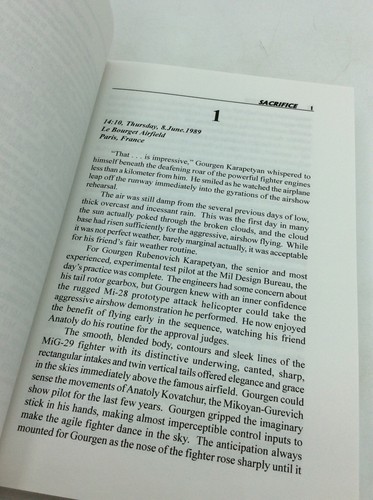 SACRIFICE 1
1
14:10, Thursday, 8.June.1989
Le Bourget Airfield
Paris, France
"That . . . is impressive," Gourgen Karapetyan whispered to
himself beneath the deafening roar of the powerful fighter engines
less than a kilometer from him. He smiled as he watched the airplane
leap off the runway immediately into the gyrations of the airshow
rehearsal.
The air was still damp from the several previous days of low,
thick overcast and incessant rain. This was the first day in many
the sun actually poked through the broken clouds, and the cloud
base had risen sufficiently for the aggressive, airshow flying. While
it was not perfect weather, barely marginal actually, it was acceptable
for his friend's fair weather routine.
For Gourgen Rubenovich Karapetyan, the senior and most
experienced, experimental test pilot at the Mil Design Bureau, the
day's practice was complete. The engineers had some concern about
his tail rotor gearbox, but Gourgen knew with an inner confidence
the rugged Mi-28 prototype attack helicopter could take the
aggressive airshow demonstration he performed. He now enjoyed
the benefit of flying early in the sequence, watching his friend
Anatoly do his routine for the approval judges.
The smooth, blended body, contours and sleek lines of the
MiG-29 fighter with its distinctive underwing, canted, sharp,
rectangular intakes and twin vertical tails offered elegance and grace
in the skies immediately above the famous airfield. Gourgen could
sense the movements of Anatoly Kovatchur, the Mikoyan-Gurevich
show pilot for the last few years. Gourgen gripped the imaginary
stick in his hands, making almost imperceptible control inputs to
make the agile fighter dance in the sky. The anticipation always
mounted for Gourgen as the nose of the fighter rose sharply until it